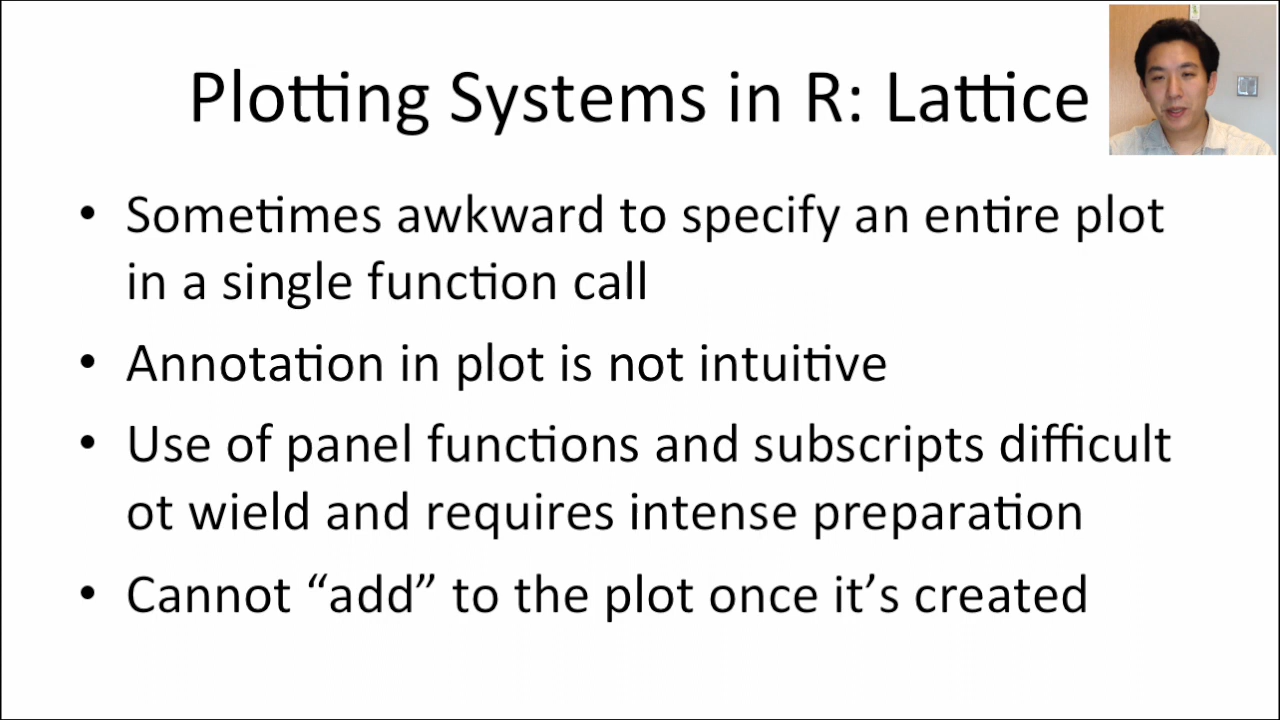 Plotting Systems in R: Lattice
• Sometimes awkward to specify an entire plot
in a single function call
• Annotation in plot is not intuitive
• Use of panel functions and subscripts difficult
ot wield and requires intense preparation
• Cannot “add” to the plot once it’s created